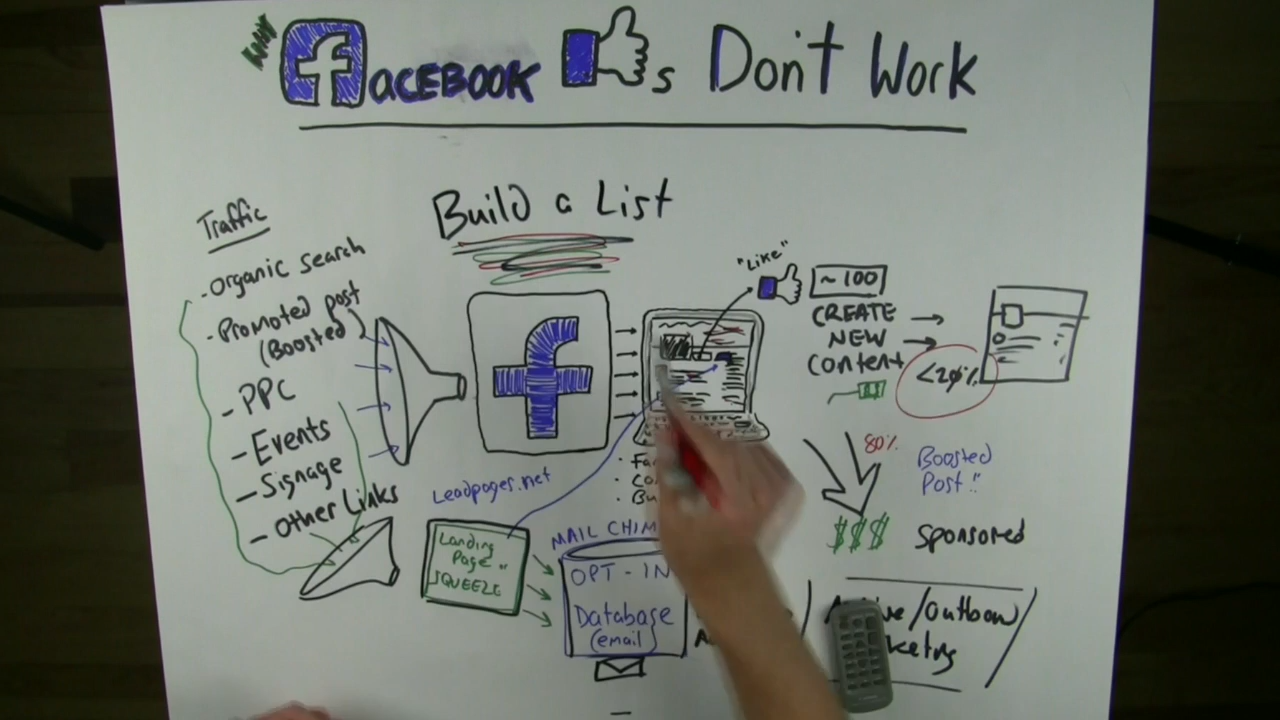 FACEBOOK s Don't Work
Build a List
Traffic
- Organic search
- Promoted post
(Boosted)
- PPC
- Events
- Signage
- Other Links
"Like"
~100
CREATE
NEW
Content
<20%
80%
Boosted
Post"
$$$ Sponsored
Leadpages.net
Landing
Page"
SQUEEZE
MAIL CHIM
OPT-IN
Database
(email)
/Outboun